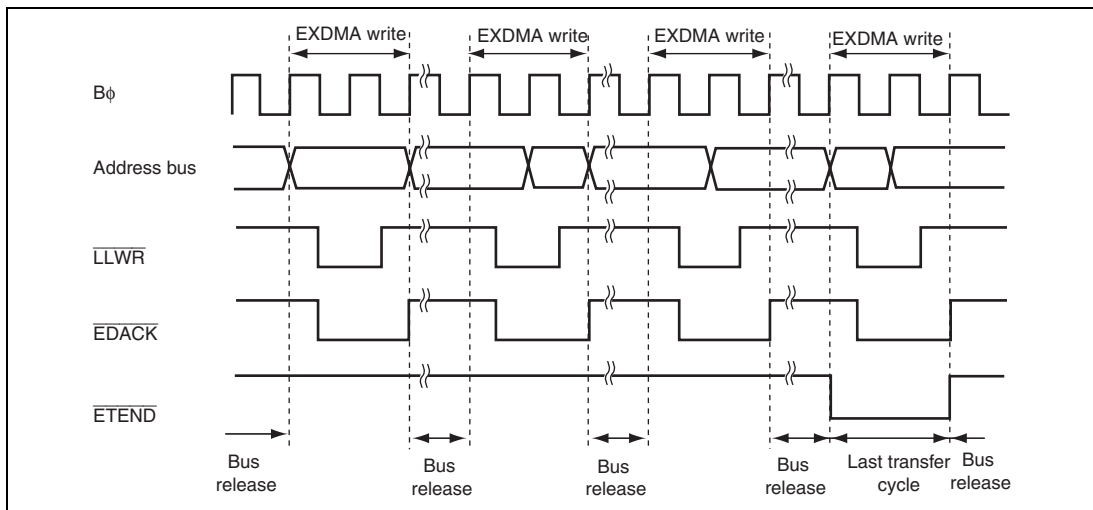 EXDMA write EXDMA write EXDMA write EXDMA write
Bϕ
Address bus
LLWR
EDACK
ETEND
Bus release
Bus release
Bus release
Bus release
Last transfer cycle
Bus release